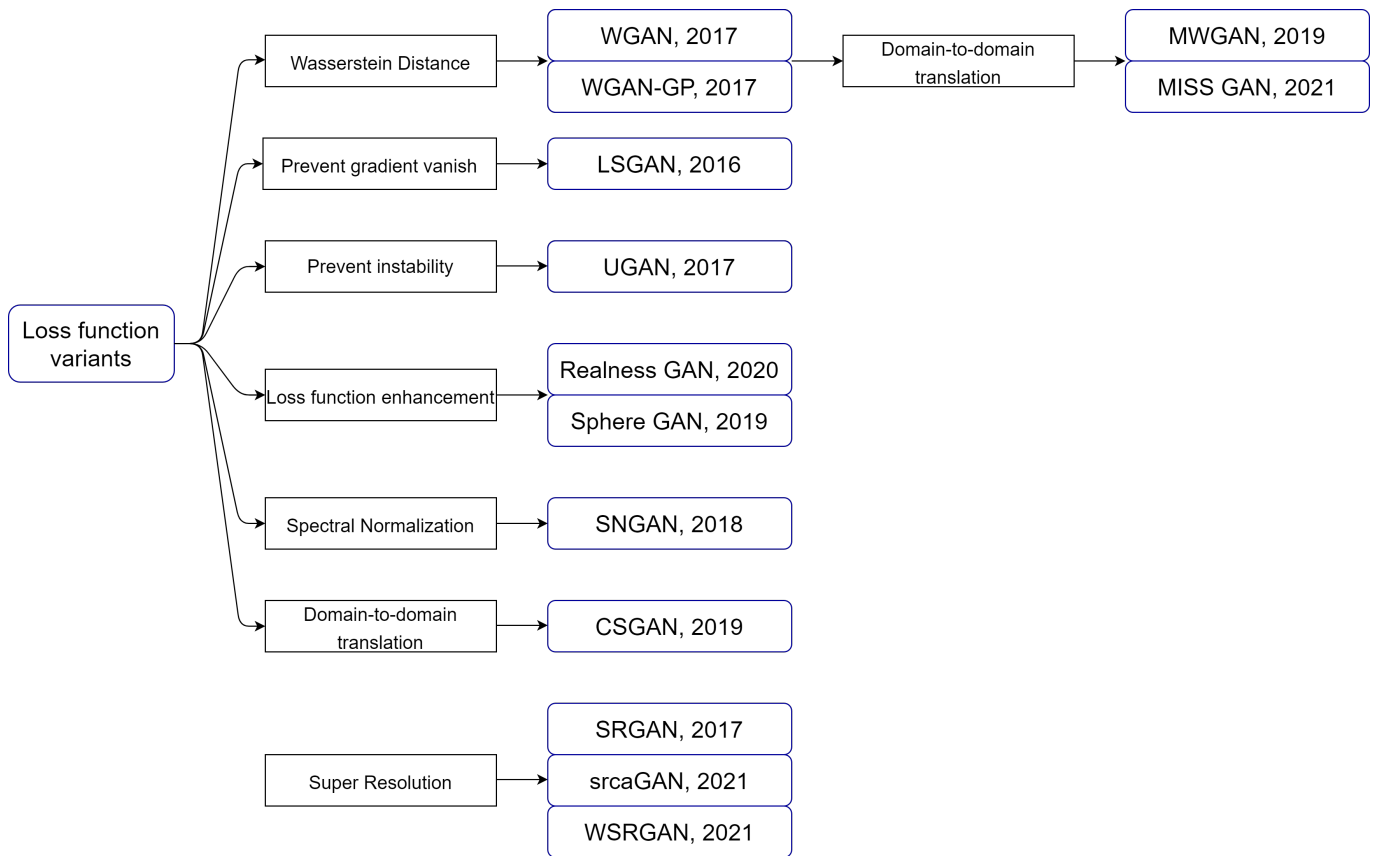 Loss function
variants
Wasserstein Distance
WGAN, 2017
WGAN-GP, 2017
Domain-to-domain
translation
MWGAN, 2019
MISS GAN, 2021
Prevent gradient vanish
LSGAN, 2016
Prevent instability
UGAN, 2017
Loss function enhancement
Realness GAN, 2020
Sphere GAN, 2019
Spectral Normalization
SNGAN, 2018
Domain-to-domain
translation
CSGAN, 2019
Super Resolution
SRGAN, 2017
srcaGAN, 2021
WSRGAN, 2021